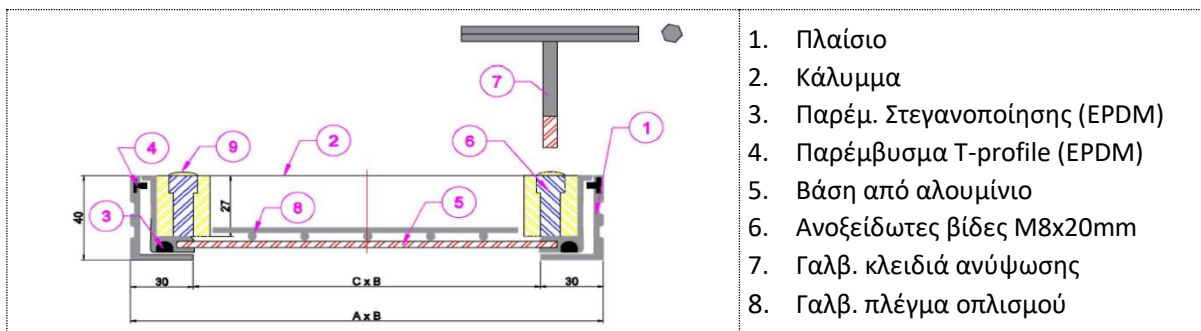 7
1
4
9
2
6
3
8
5
40
27
30
C x B
30
A x B
1. Πλαίσιο
2. Κάλυμμα
3. Παρέμ. Στεγανοποίησης (EPDM)
4. Παρέμβυσμα T-profile (EPDM)
5. Βάση από αλουμίνιο
6. Ανοξείδωτες βίδες M8x20mm
7. Γαλβ. κλειδιά ανύψωσης
8. Γαλβ. πλέγμα οπλισμού